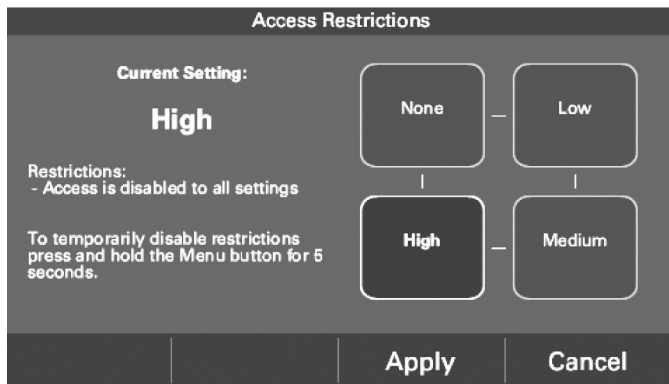 Access Restrictions
Current Setting:
High
Restrictions:
- Access is disabled to all settings
To temporarily disable restrictions
press and hold the Menu button for 5
seconds.
None
Low
High
Medium
Apply
Cancel